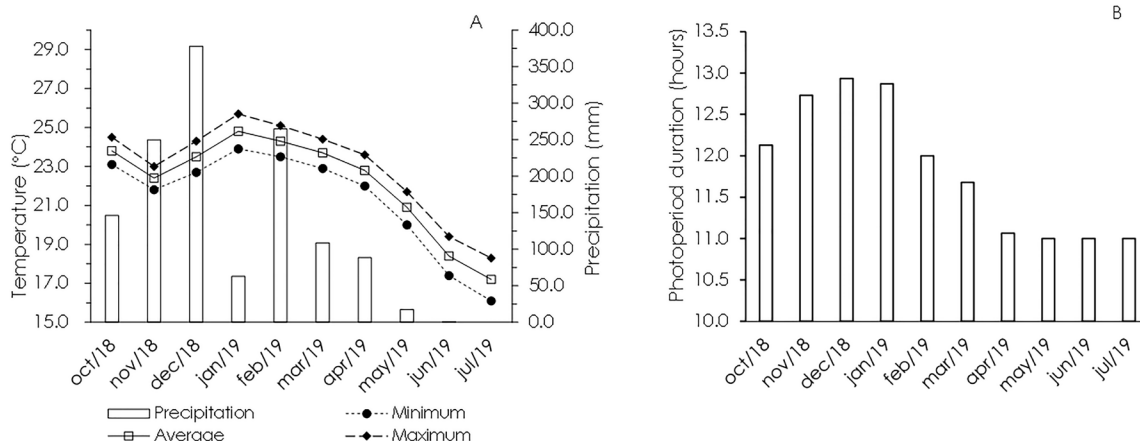 A
Temperature (°C)
29.0
27.0
25.0
23.0
21.0
19.0
17.0
15.0
400.0
350.0
300.0
250.0
200.0
150.0
100.0
50.0
0.0
Precipitation (mm)
oct/18
nov/18
dec/18
jan/19
feb/19
mar/19
apr/19
may/19
jun/19
jul/19
Precipitation
Minimum
Average
Maximum
B
Photoperiod duration (hours)
13.5
13.0
12.5
12.0
11.5
11.0
10.5
10.0
oct/18
nov/18
dec/18
jan/19
feb/19
mar/19
apr/19
may/19
jun/19
jul/19